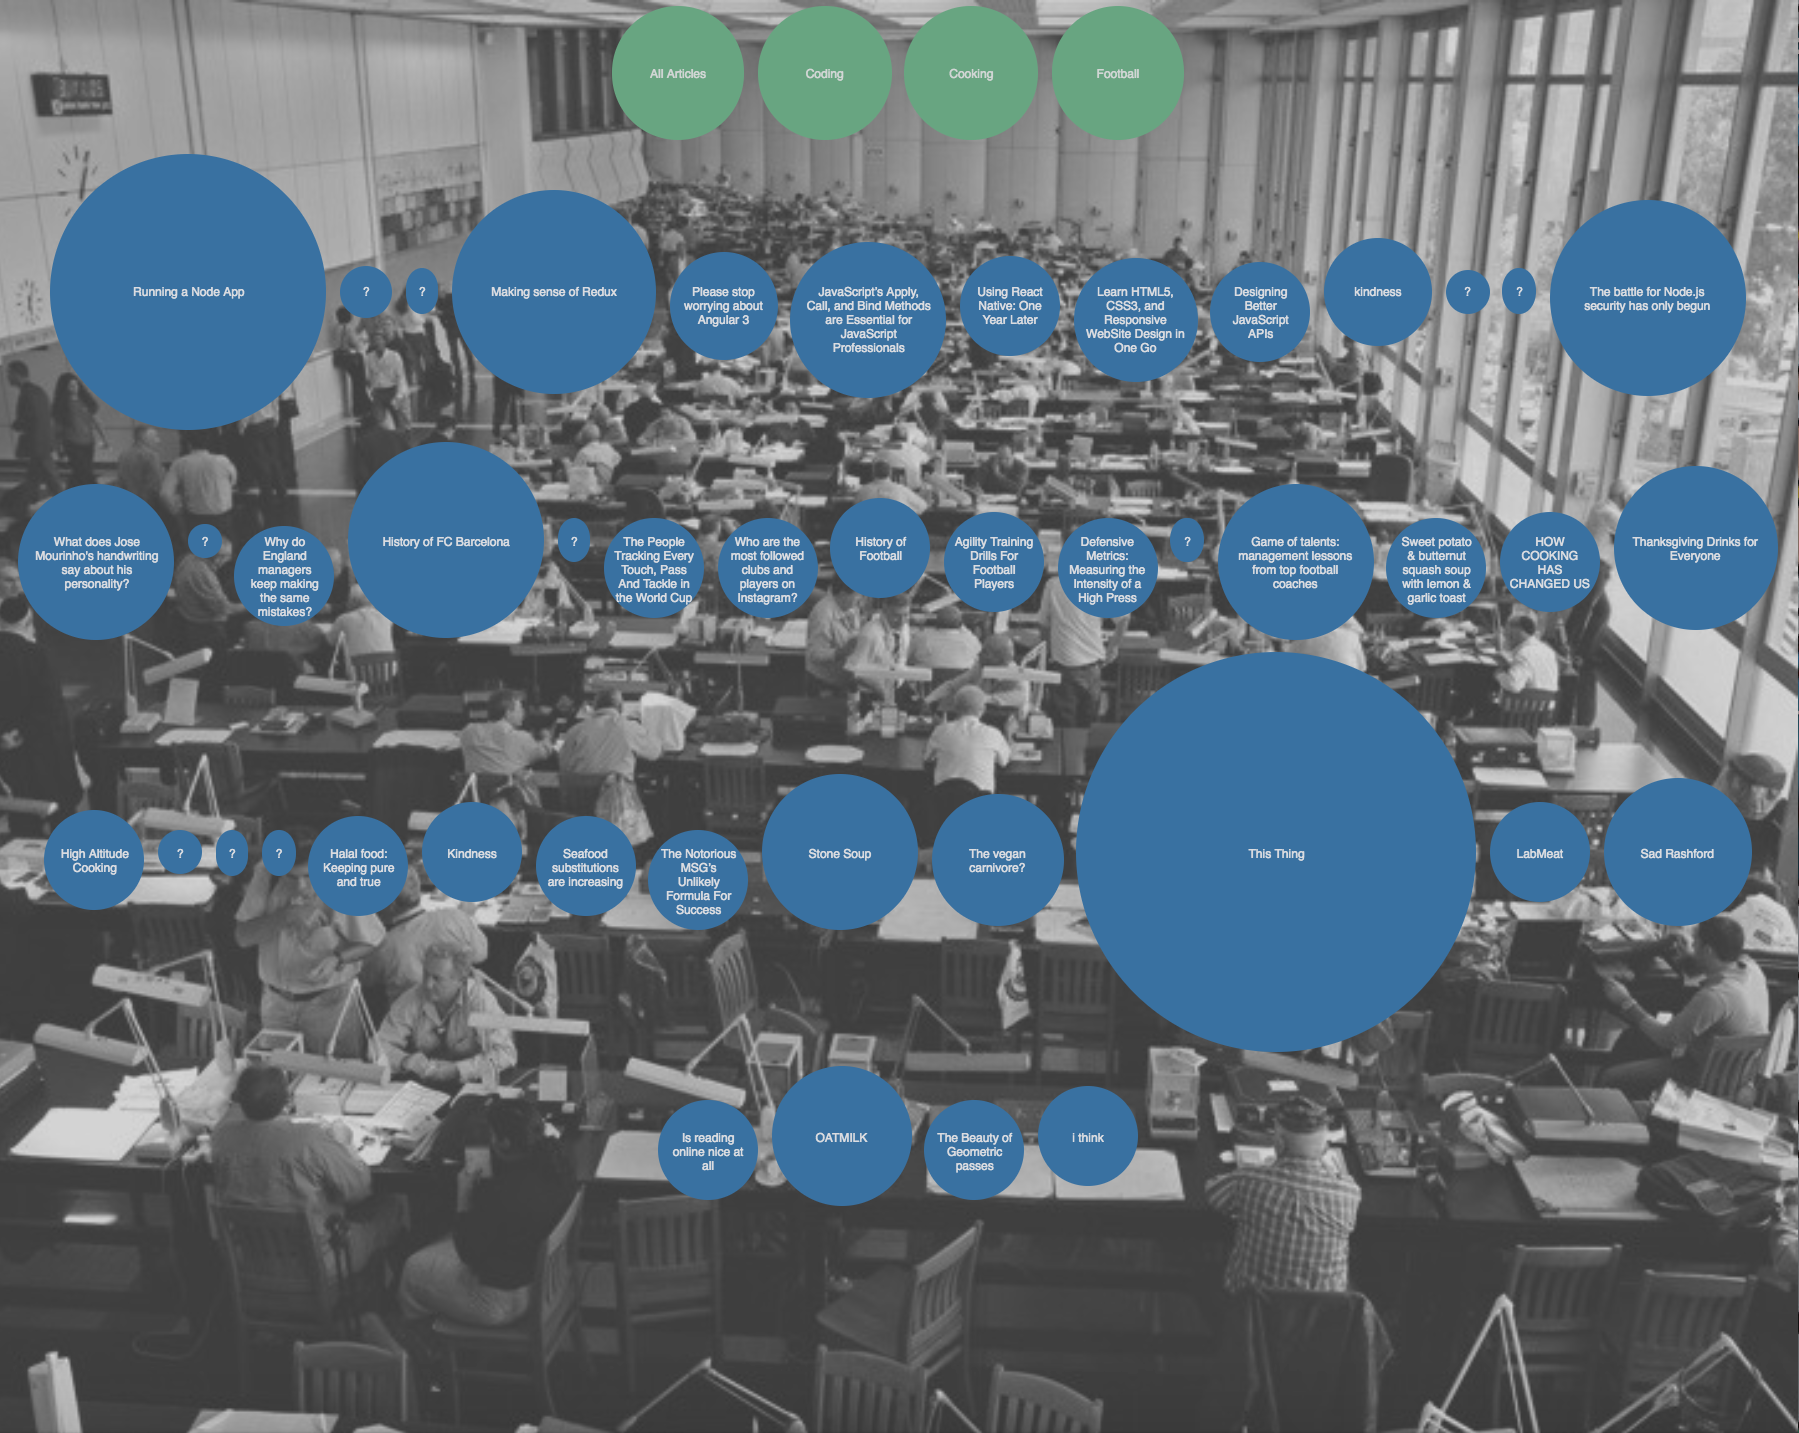 All Articles
Coding
Cooking
Football
Running a Node App
?
?
Making sense of Redux
Please stop
worrying about
Angular 3
JavaScript's Apply,
Call, and Bind Methods
are Essential for
JavaScript
Professionals
Using React
Native: One
Year Later
Learn HTML5,
CSS3, and
Responsive
WebSite Design in
One Go
Designing
Better
JavaScript
APIs
kindness
?
?
The battle for Node.js
security has only begun
What does Jose
Mourinho's handwriting
say about his
personality?
?
Why do
England
managers
keep making
the same
mistakes?
History of FC Barcelona
?
The People
Tracking Every
Touch, Pass
And Tackle in
the World Cup
Who are the
most followed
clubs and
players on
Instagram?
History of
Football
Agility Training
Drills For
Football
Players
Defensive
Metrics:
Measuring the
Intensity of a
High Press
?
Game of talents:
management lessons
from top football
coaches
Sweet potato
& butternut
squash soup
with lemon &
garlic toast
HOW
COOKING
HAS
CHANGED US
Thanksgiving Drinks for
Everyone
High Altitude
Cooking
?
?
?
Halal food:
Keeping pure
and true
Kindness
Seafood
substitutions
are increasing
The Notorious
MSG's
Unlikely
Formula For
Success
Stone Soup
The vegan
carnivore?
This Thing
LabMeat
Sad Rashford
Is reading
online nice at
all
OATMILK
The Beauty of
Geometric
passes
i think